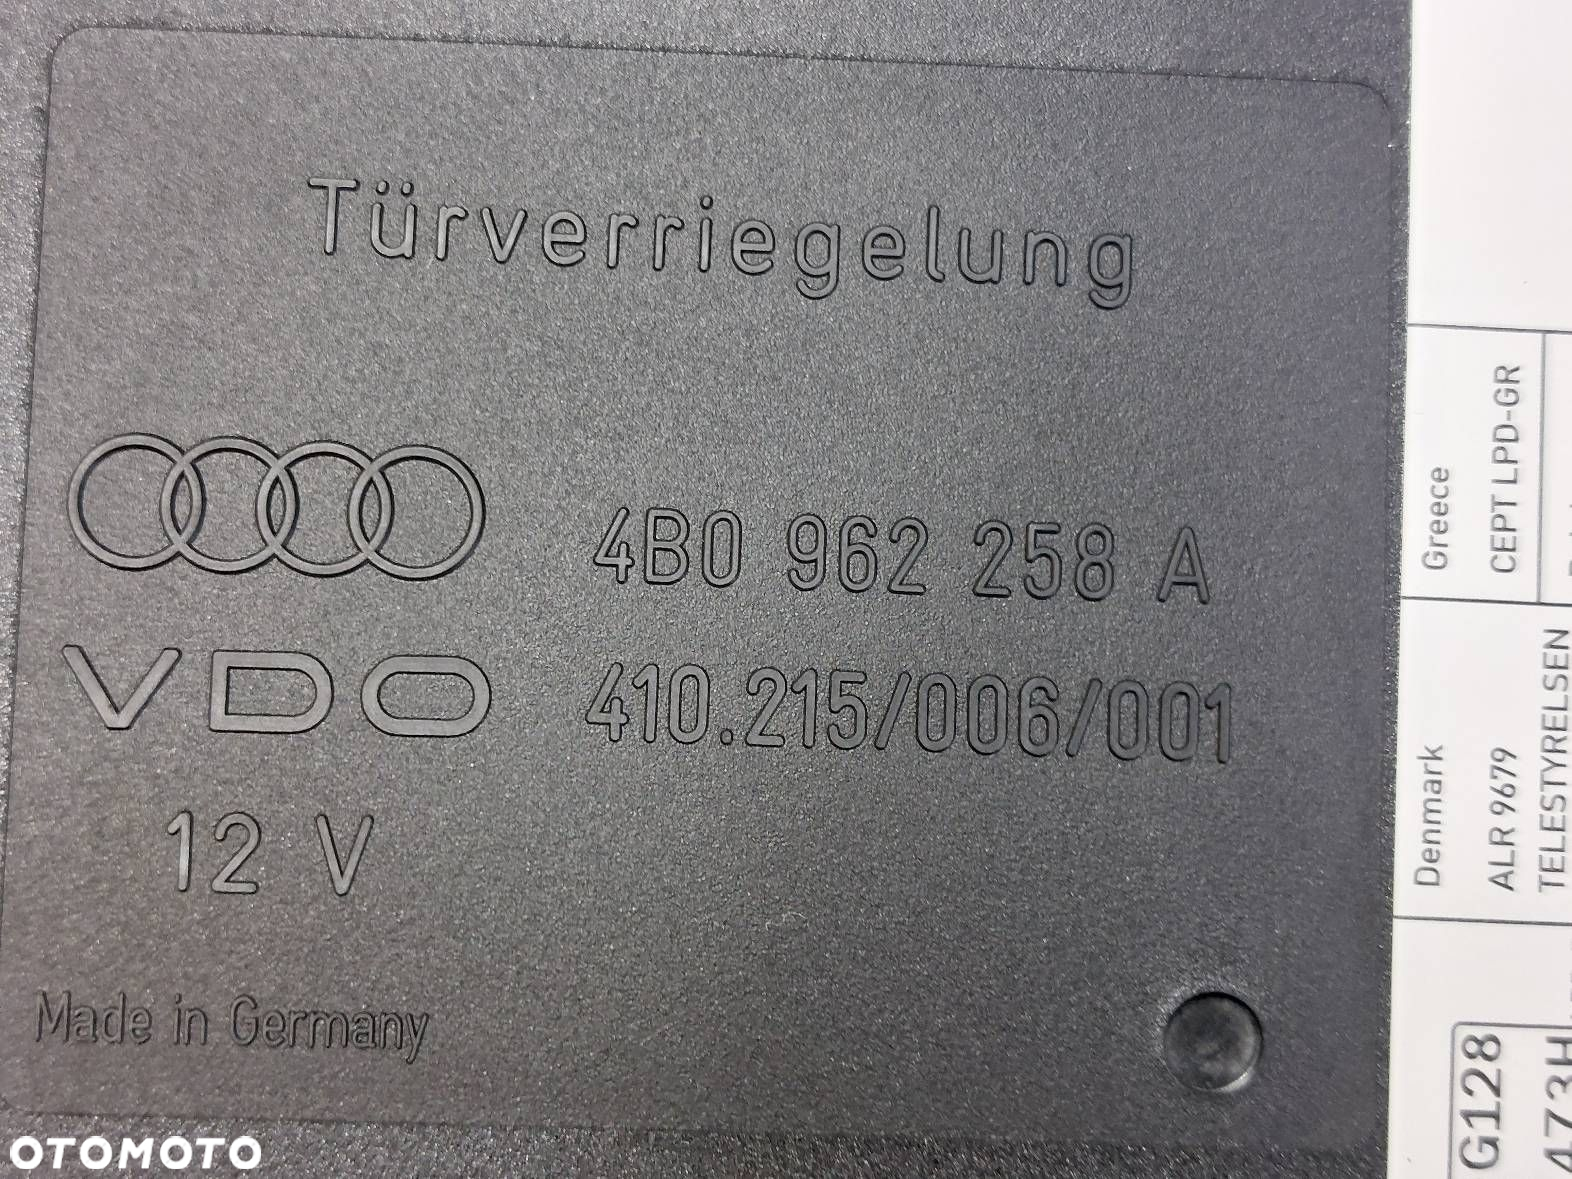 Türverriegelung
4B0 962 258 A
VDO 410.215/006/001
12 V
Made in Germany
Greece
CEPT LPD-GR
Denmark
ALR 9679
TELESTYRELSEN
G128
473H
OTOMOTO